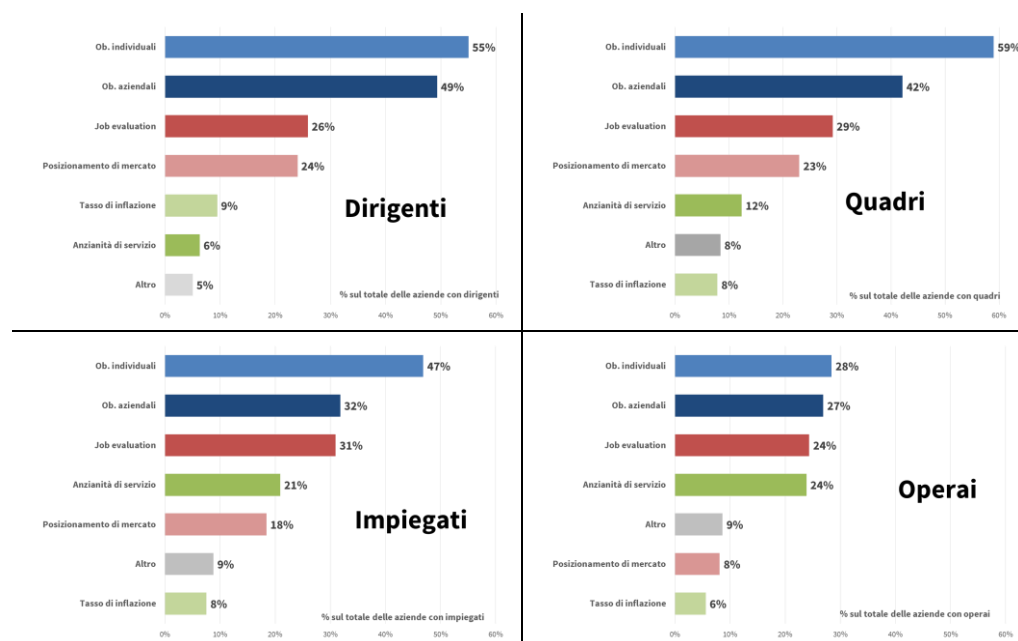 Ob. individuali 55%
Ob. aziendali 49%
Job evaluation 26%
Posizionamento di mercato 24%
Tasso di inflazione 9%
Anzianità di servizio 6%
Altro 5%
Dirigenti
% sul totale delle aziende con dirigenti
0% 10% 20% 30% 40% 50% 60%
Ob. individuali 59%
Ob. aziendali 42%
Job evaluation 29%
Posizionamento di mercato 23%
Anzianità di servizio 12%
Altro 8%
Tasso di inflazione 8%
Quadri
% sul totale delle aziende con quadri
0% 10% 20% 30% 40% 50% 60%
Ob. individuali 47%
Ob. aziendali 32%
Job evaluation 31%
Anzianità di servizio 21%
Posizionamento di mercato 18%
Altro 9%
Tasso di inflazione 8%
Impiegati
% sul totale delle aziende con impiegati
0% 10% 20% 30% 40% 50% 60%
Ob. individuali 28%
Ob. aziendali 27%
Job evaluation 24%
Anzianità di servizio 24%
Altro 9%
Posizionamento di mercato 8%
Tasso di inflazione 6%
Operai
% sul totale delle aziende con operai
0% 10% 20% 30% 40% 50% 60%